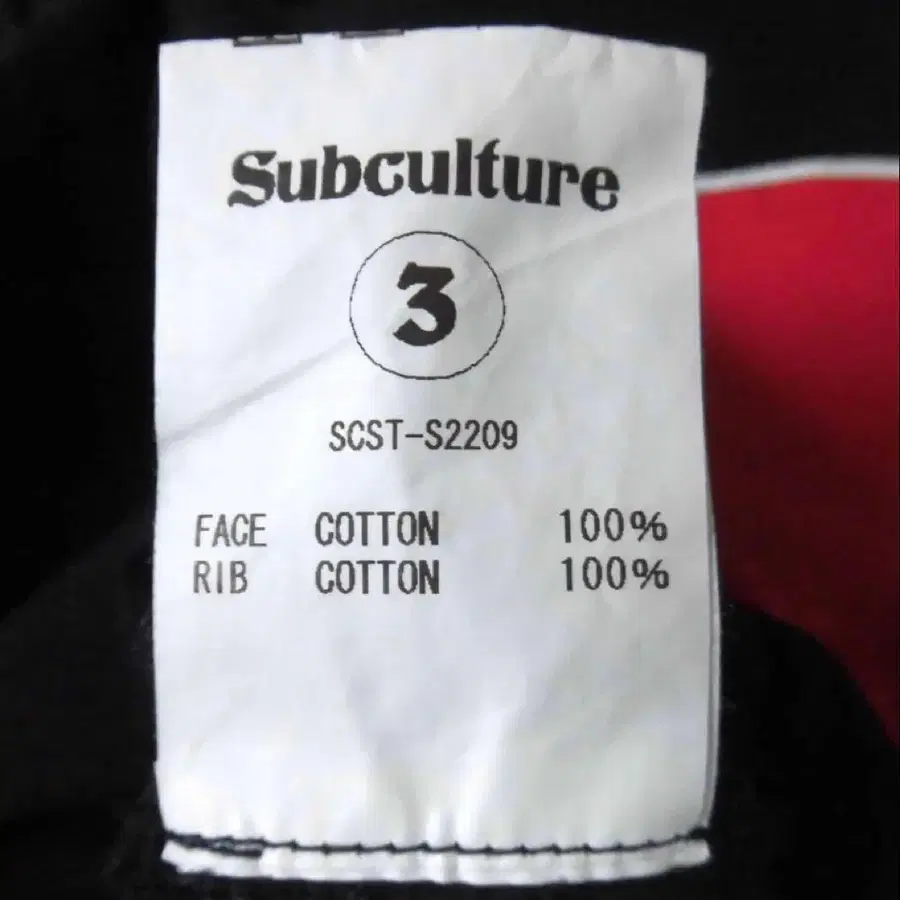 Subculture
3
SCST-S2209
FACE COTTON 100%
RIB COTTON 100%